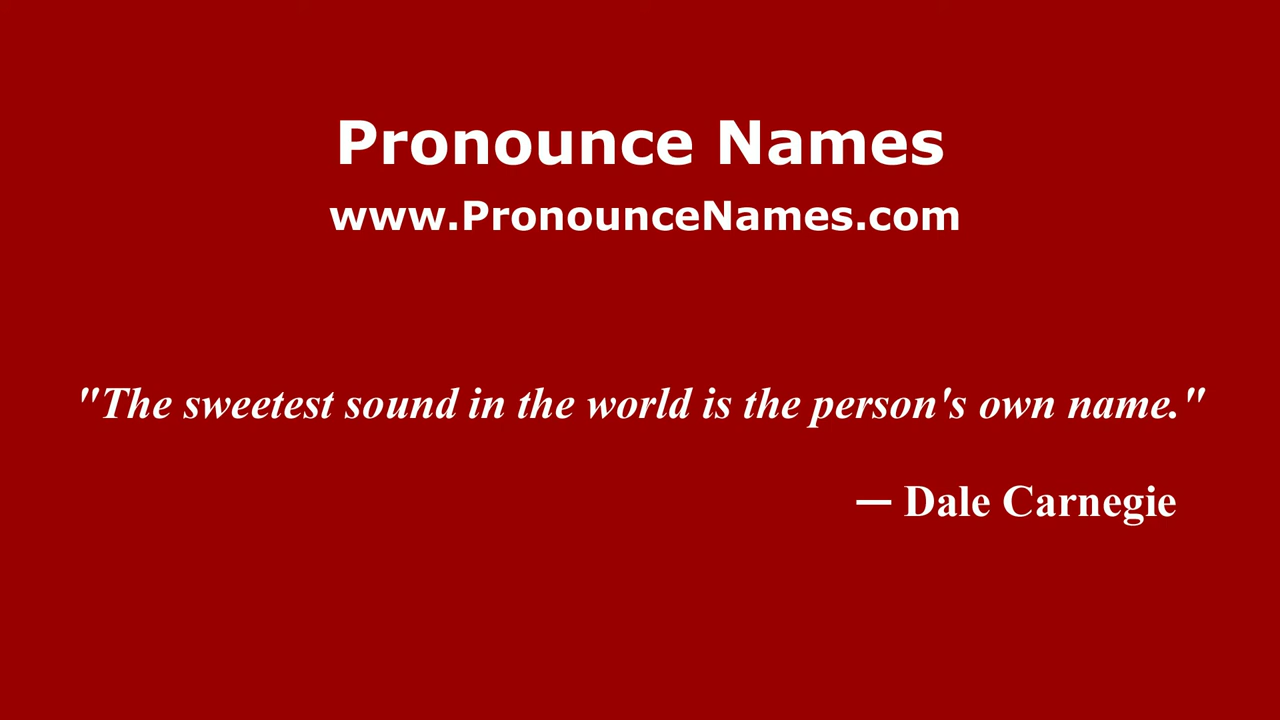 Pronounce Names
www.PronounceNames.com
"The sweetest sound in the world is the person's own name."
— Dale Carnegie